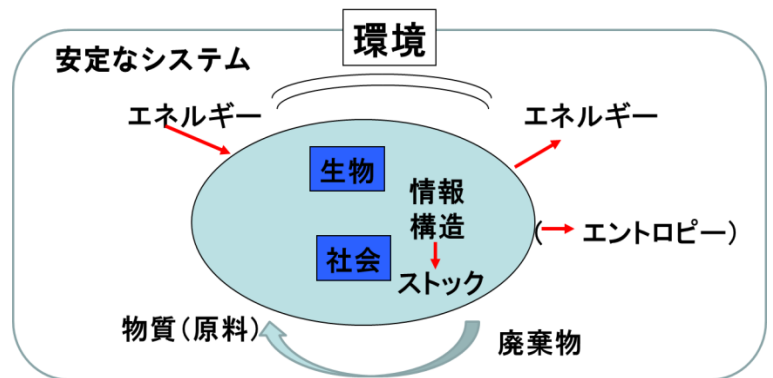 環境
安定なシステム
エネルギー
エネルギー
生物
情報
構造
(→ エントロピー)
社会
ストック
物質(原料)
廃棄物